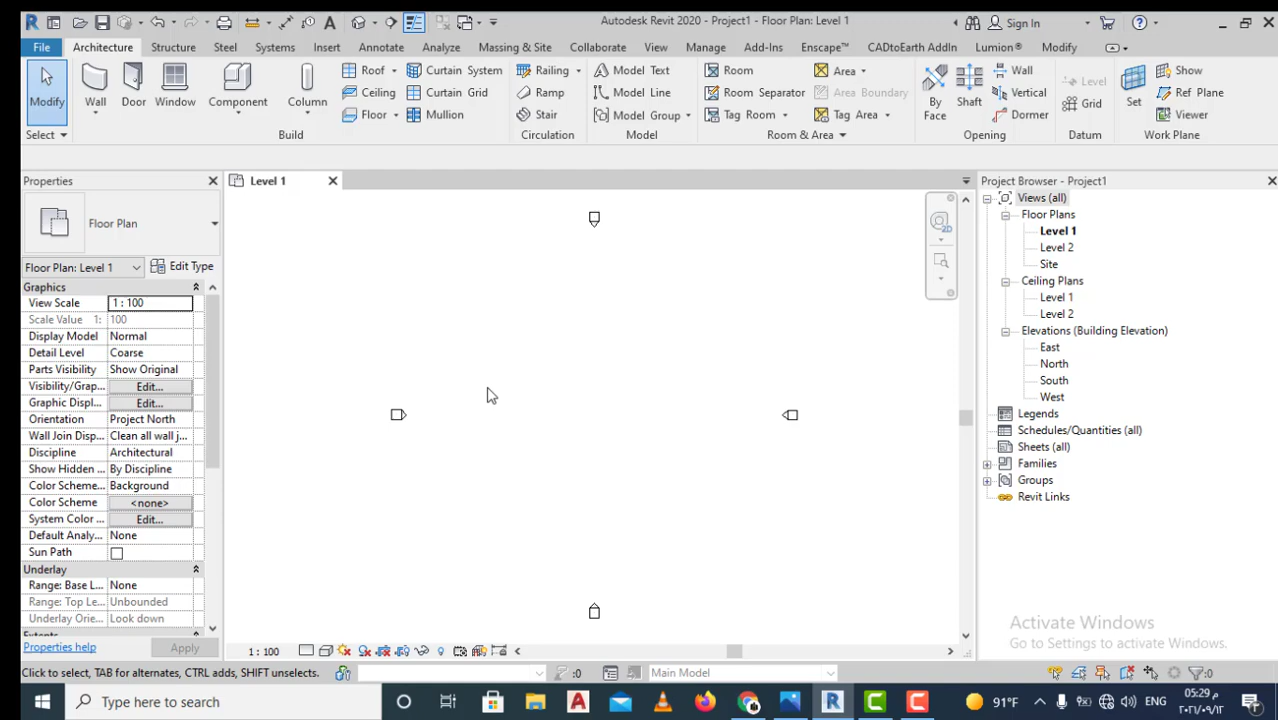 Autodesk Revit 2020 - Project1 - Floor Plan: Level 1
Sign In
File Architecture Structure Steel Systems Insert Annotate Analyze Massing & Site Collaborate View Manage Add-Ins Enscape™ CADtoEarth AddIn Lumion® Modify
Modify
Wall
Door
Window
Component
Column
Roof
Ceiling
Floor
Curtain System
Curtain Grid
Mullion
Railing
Ramp
Stair
Model Text
Model Line
Model Group
Room
Room Separator
Tag Room
Area
Area Boundary
Tag Area
By
Face
Shaft
Wall
Vertical
Dormer
Level
Grid
Set
Show
Ref Plane
Viewer
Select Build Circulation Model Room & Area Opening Datum Work Plane
Properties
Level 1
Project Browser - Project1
Floor Plan
Floor Plan: Level 1 Edit Type
Graphics
View Scale 1 : 100
Scale Value 1: 100
Display Model Normal
Detail Level Coarse
Parts Visibility Show Original
Visibility/Grap... Edit...
Graphic Displ... Edit...
Orientation Project North
Wall Join Disp... Clean all wall j...
Discipline Architectural
Show Hidden ... By Discipline
Color Scheme... Background
Color Scheme <none>
System Color ... Edit...
Default Analy... None
Sun Path
Underlay
Range: Base L... None
Range: Top Le... Unbounded
Underlay Orie... Look down
Extents
Properties help Apply
2D
Views (all)
Floor Plans
Level 1
Level 2
Site
Ceiling Plans
Level 1
Level 2
Elevations (Building Elevation)
East
North
South
West
Legends
Schedules/Quantities (all)
Sheets (all)
Families
Groups
Revit Links
Activate Windows
Go to Settings to activate Windows.
1 : 100
Click to select, TAB for alternates, CTRL adds, SHIFT unselects.
:0
Main Model
:0
Type here to search
91°F
ENG
05:29 م
٢٠٢١/٠٩/١٢